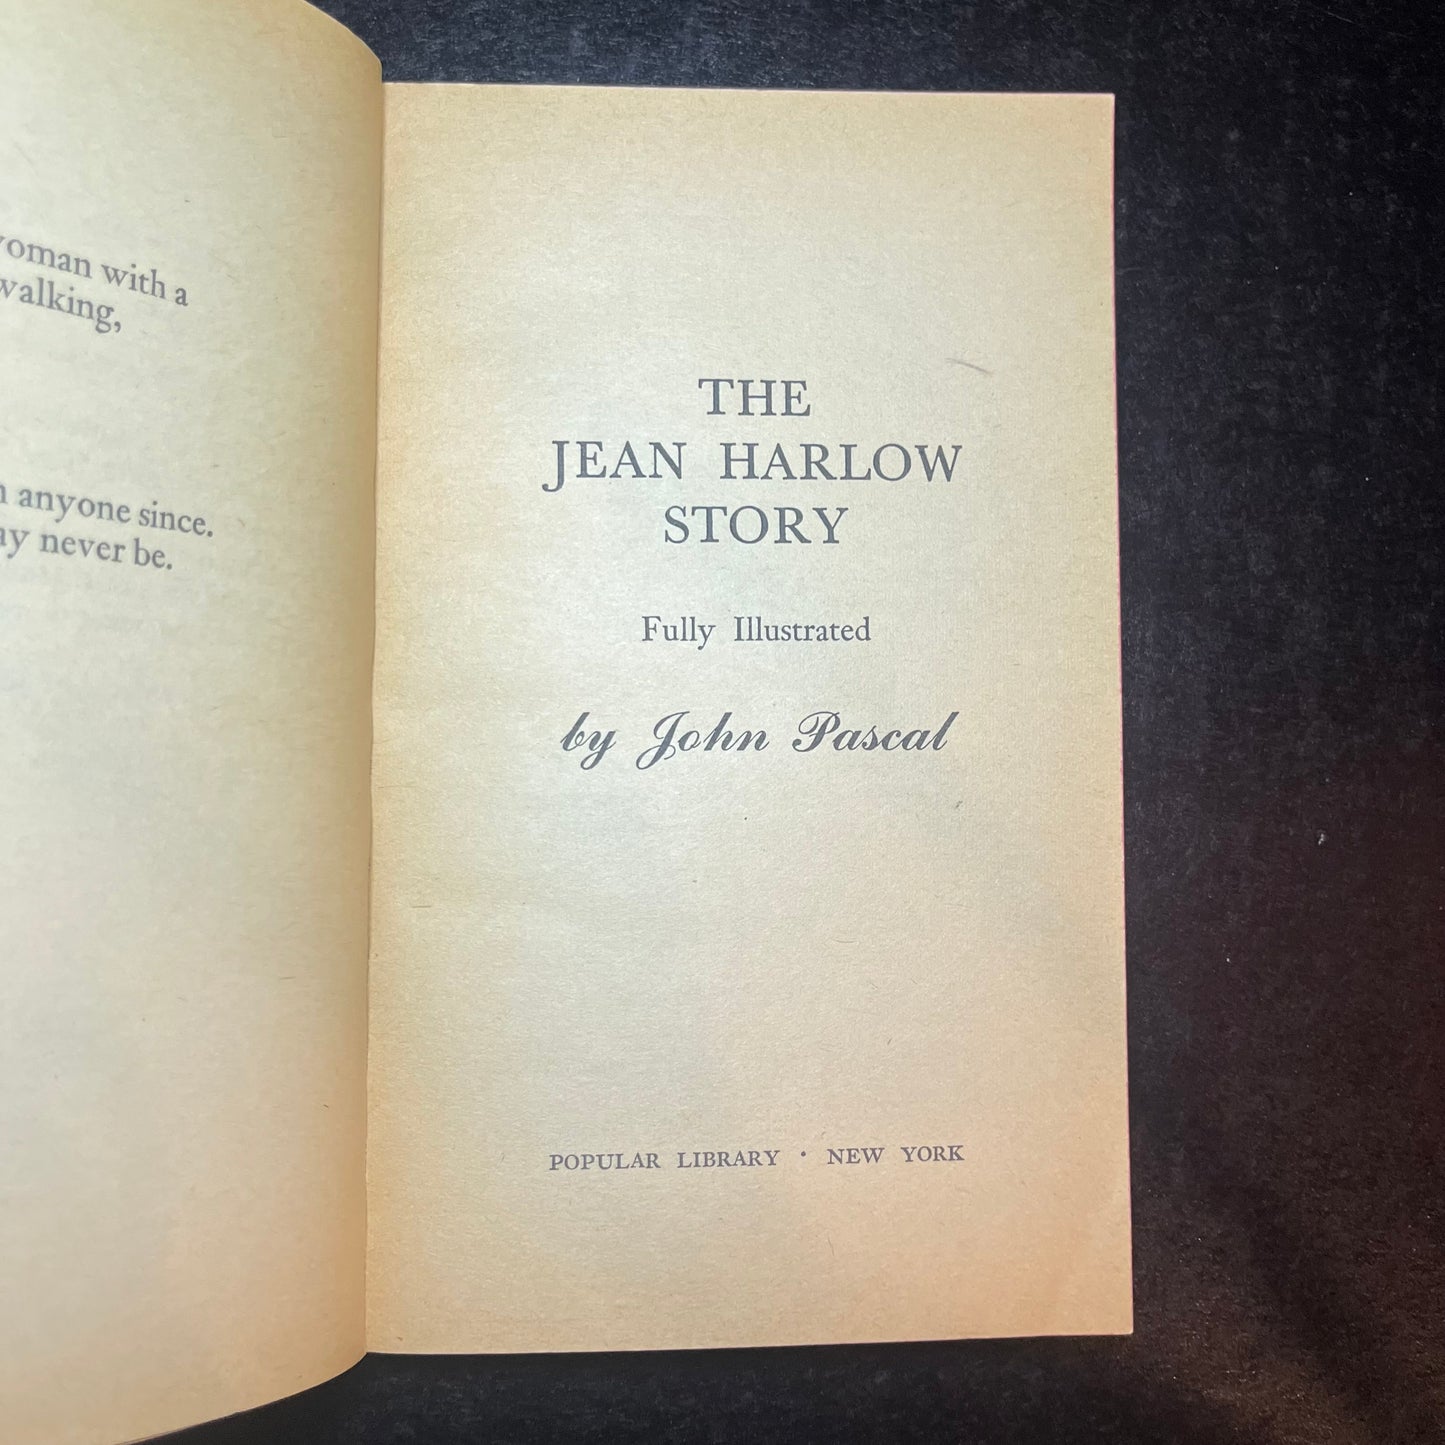 woman with a
walking,
anyone since.
never be.
THE
JEAN HARLOW
STORY
Fully Illustrated
by John Pascal
POPULAR LIBRARY • NEW YORK